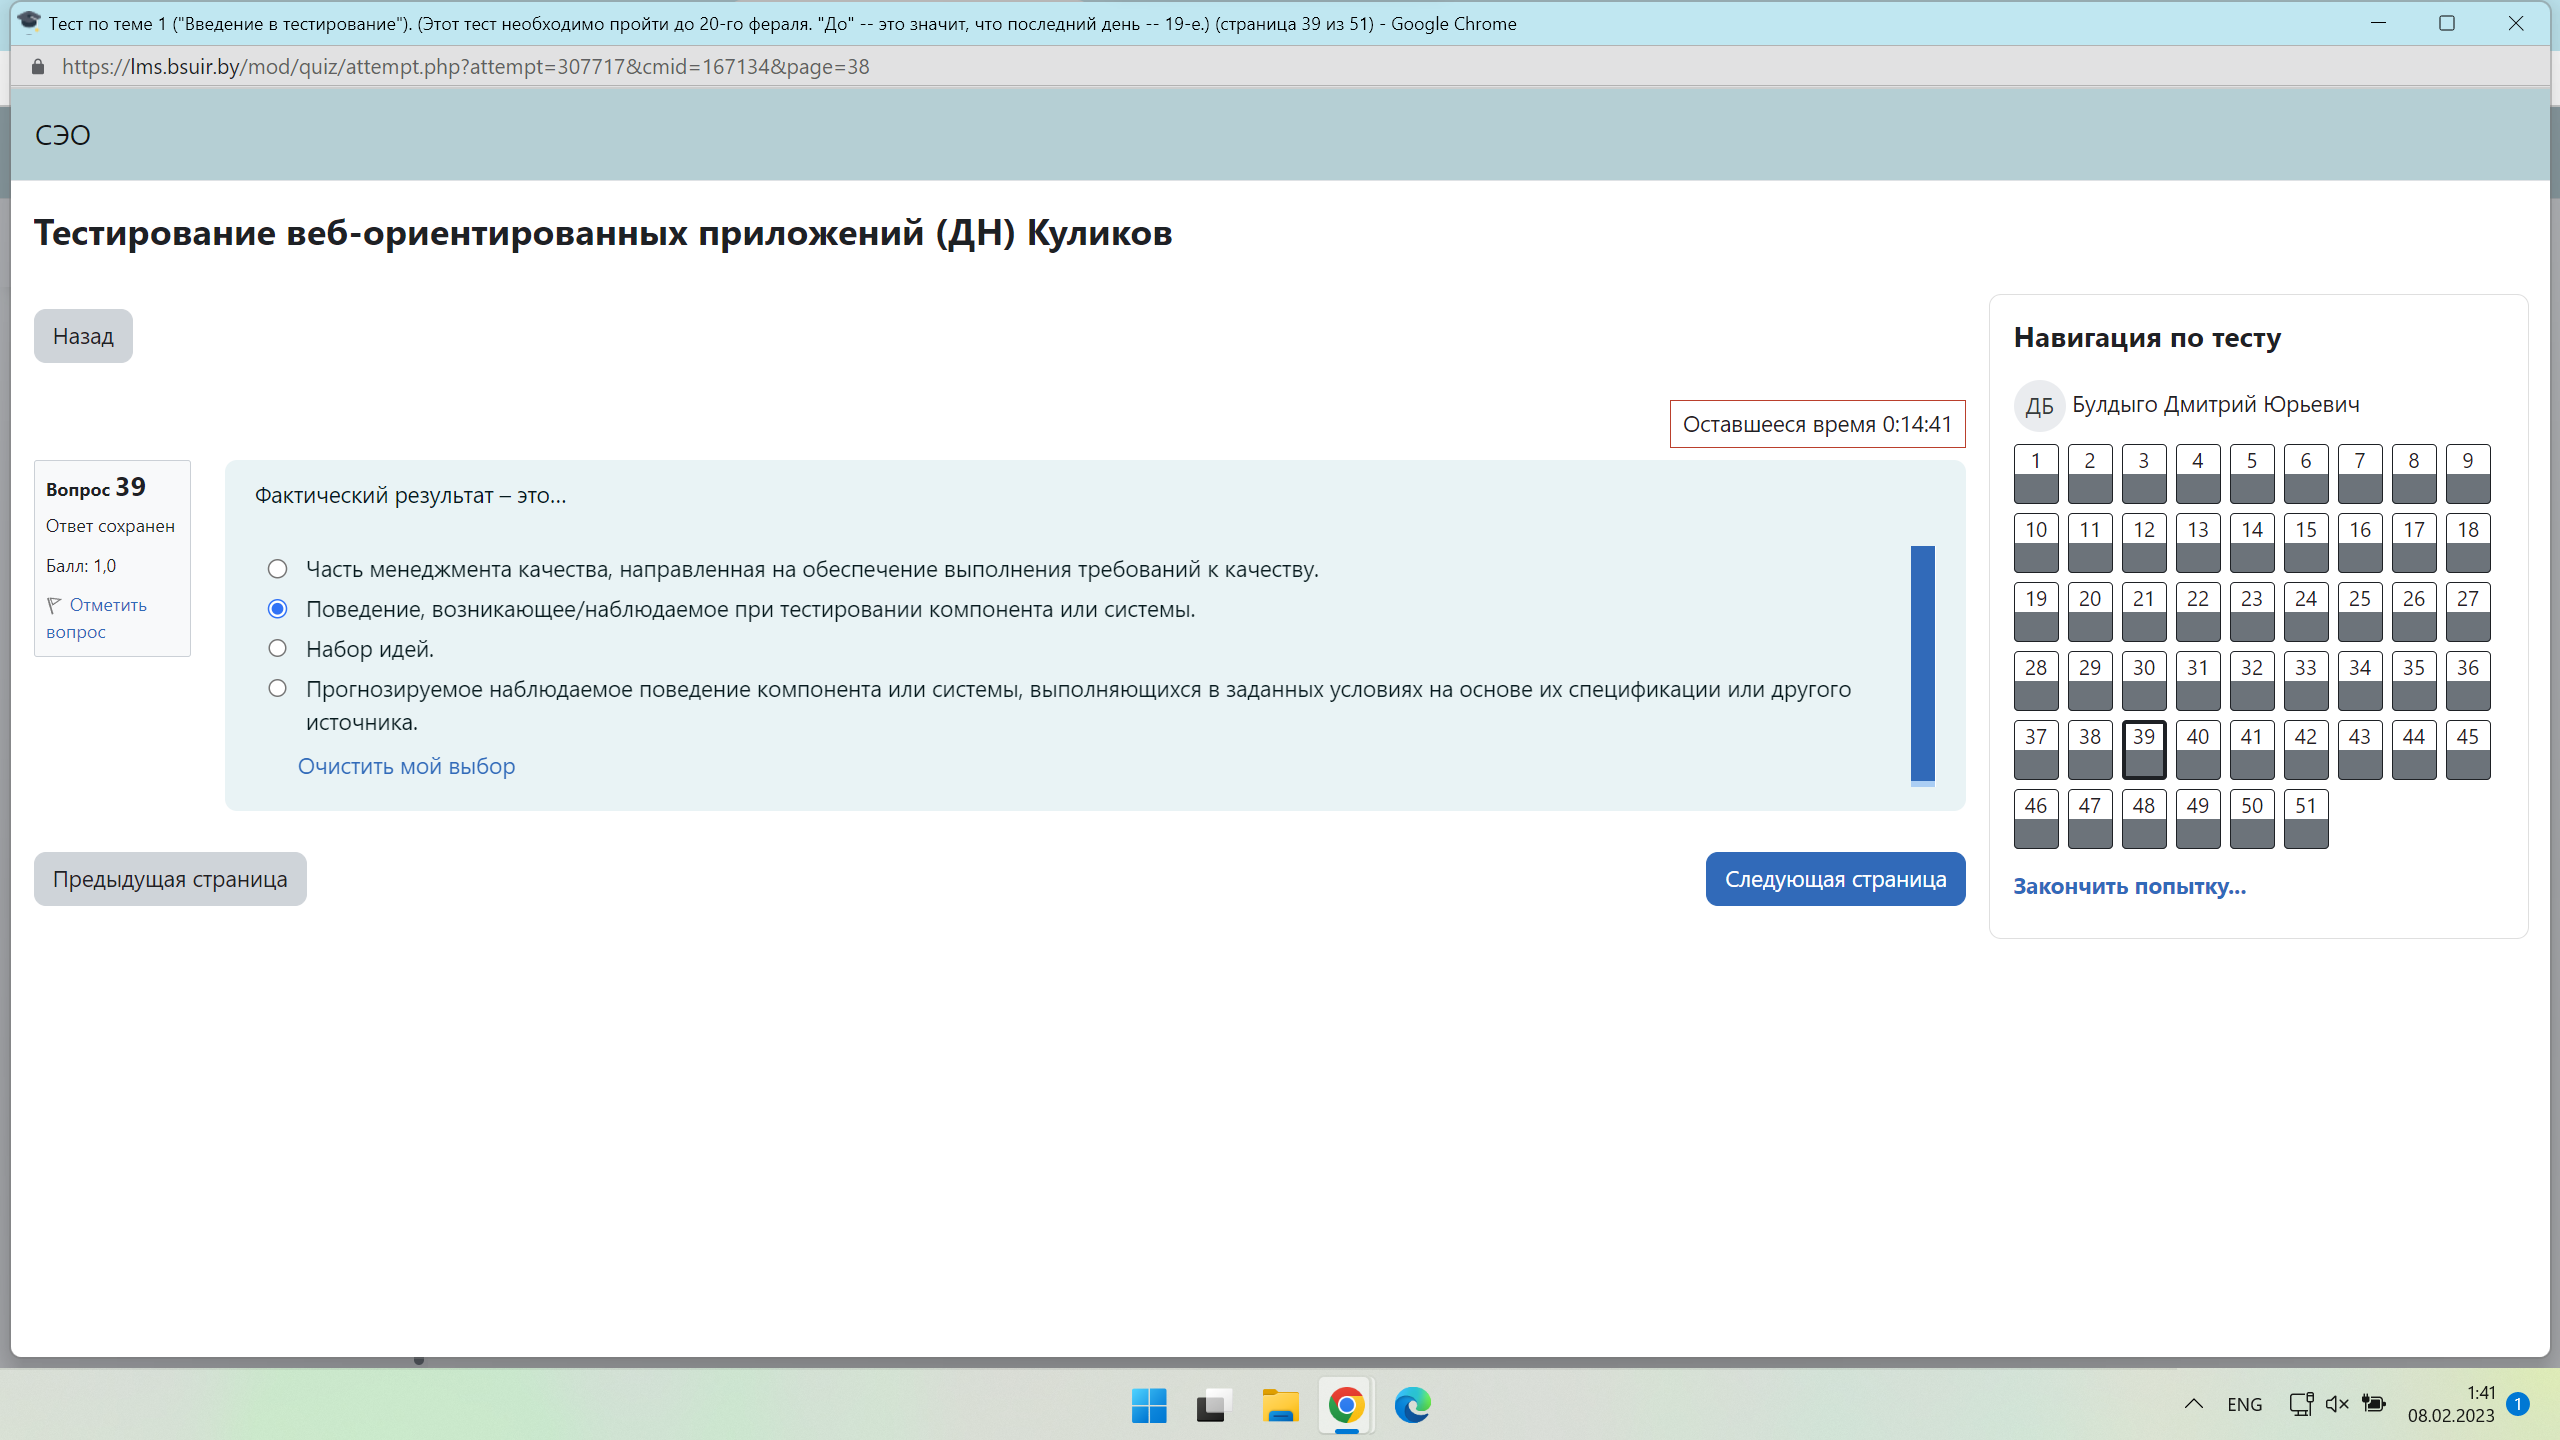 Тест по теме 1 ("Введение в тестирование"). (Этот тест необходимо пройти до 20-го фераля. "До" -- это значит, что последний день -- 19-е.) (страница 39 из 51) - Google Chrome
https://lms.bsuir.by/mod/quiz/attempt.php?attempt=307717&cmid=167134&page=38
СЭО
Тестирование веб-ориентированных приложений (ДН) Куликов
Назад
Оставшееся время 0:14:41
Вопрос 39
Ответ сохранен
Балл: 1,0
Отметить
вопрос
Фактический результат – это...
Часть менеджмента качества, направленная на обеспечение выполнения требований к качеству.
Поведение, возникающее/наблюдаемое при тестировании компонента или системы.
Набор идей.
Прогнозируемое наблюдаемое поведение компонента или системы, выполняющихся в заданных условиях на основе их спецификации или другого
источника.
Очистить мой выбор
Предыдущая страница
Следующая страница
Навигация по тесту
ДБ Булдыго Дмитрий Юрьевич
1 2 3 4 5 6 7 8 9
10 11 12 13 14 15 16 17 18
19 20 21 22 23 24 25 26 27
28 29 30 31 32 33 34 35 36
37 38 39 40 41 42 43 44 45
46 47 48 49 50 51
Закончить попытку...
ENG
1:41
08.02.2023
1